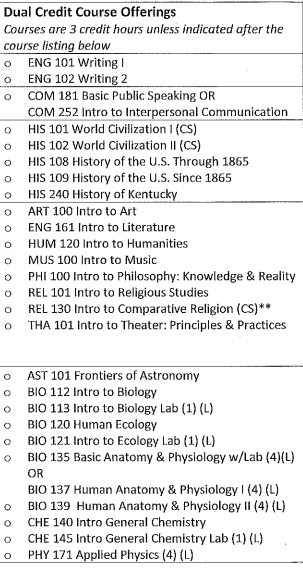 Dual Credit Course Offerings
Courses are 3 credit hours unless indicated after the
course listing below
o ENG 101 Writing I
o ENG 102 Writing 2
o COM 181 Basic Public Speaking OR
COM 252 Intro to Interpersonal Communication
o HIS 101 World Civilization I (CS)
o HIS 102 World Civilization II (CS)
o HIS 108 History of the U.S. Through 1865
o HIS 109 History of the U.S. Since 1865
o HIS 240 History of Kentucky
o ART 100 Intro to Art
o ENG 161 Intro to Literature
o HUM 120 Intro to Humanities
o MUS 100 Intro to Music
o PHI 100 Intro to Philosophy: Knowledge & Reality
o REL 101 Intro to Religious Studies
o REL 130 Intro to Comparative Religion (CS)**
o THA 101 Intro to Theater: Principles & Practices
o AST 101 Frontiers of Astronomy
o BIO 112 Intro to Biology
o BIO 113 Intro to Biology Lab (1) (L)
o BIO 120 Human Ecology
o BIO 121 Intro to Ecology Lab (1) (L)
o BIO 135 Basic Anatomy & Physiology w/Lab (4)(L)
OR
BIO 137 Human Anatomy & Physiology I (4) (L)
o BIO 139 Human Anatomy & Physiology II (4) (L)
o CHE 140 Intro General Chemistry
o CHE 145 Intro General Chemistry Lab (1) (L)
o PHY 171 Applied Physics (4) (L)